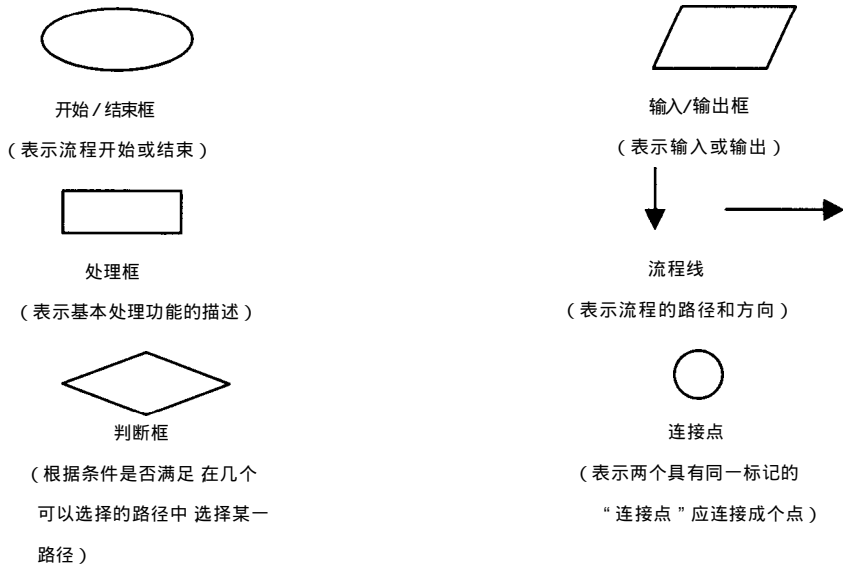 开始/结束框
(表示流程开始或结束)
输入/输出框
(表示输入或输出)
处理框
(表示基本处理功能的描述)
流程线
(表示流程的路径和方向)
判断框
(根据条件是否满足 在几个
可以选择的路径中 选择某一
路径)
连接点
(表示两个具有同一标记的
“连接点”应连接成个点)